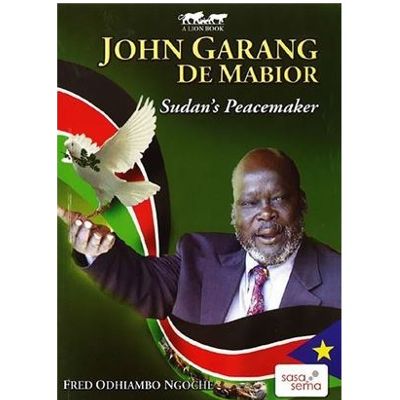 A LION BOOK
JOHN GARANG
DE MABIOR
Sudan's Peacemaker
FRED ODHIAMBO NGOCHE
sasa
sema